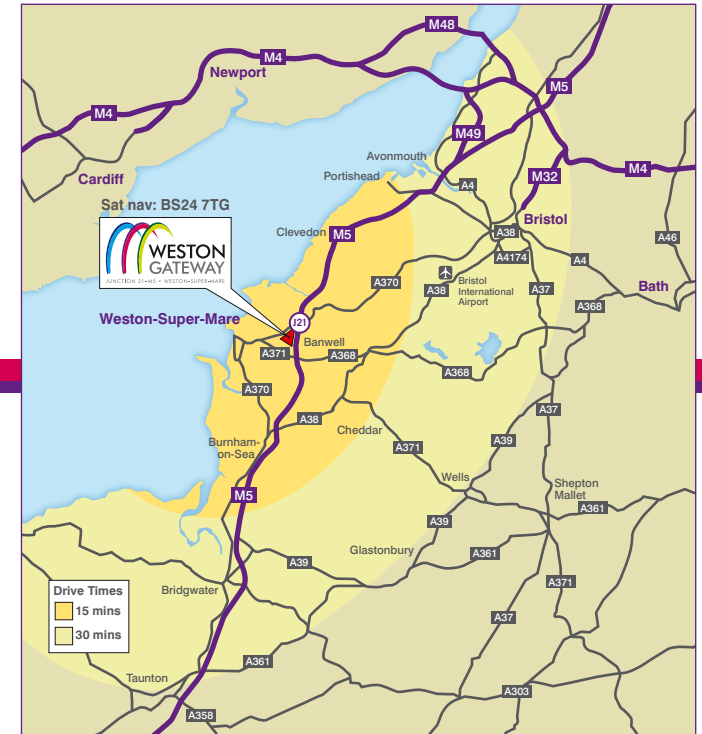 M48
M4
M5
Newport
M4
M49
Avonmouth
Portishead
M32
M4
Cardiff
A4
Sat nav: BS24 7TG
Bristol
Clevedon
M5
A38
A46
WESTON
GATEWAY
JUNCTION 21 • M5 • WESTON-SUPER-MARE
A4174
A4
A370
A38
Bristol
International
Airport
A37
Bath
A368
Weston-Super-Mare
J21
Banwell
A371
A368
A368
A370
A37
A38
Cheddar
A39
Burnham-
on-Sea
A371
Wells
Shepton
Mallet
M5
A361
A39
Glastonbury
A361
A39
A371
Drive Times
15 mins
30 mins
Bridgwater
A37
A361
Taunton
A303
A358